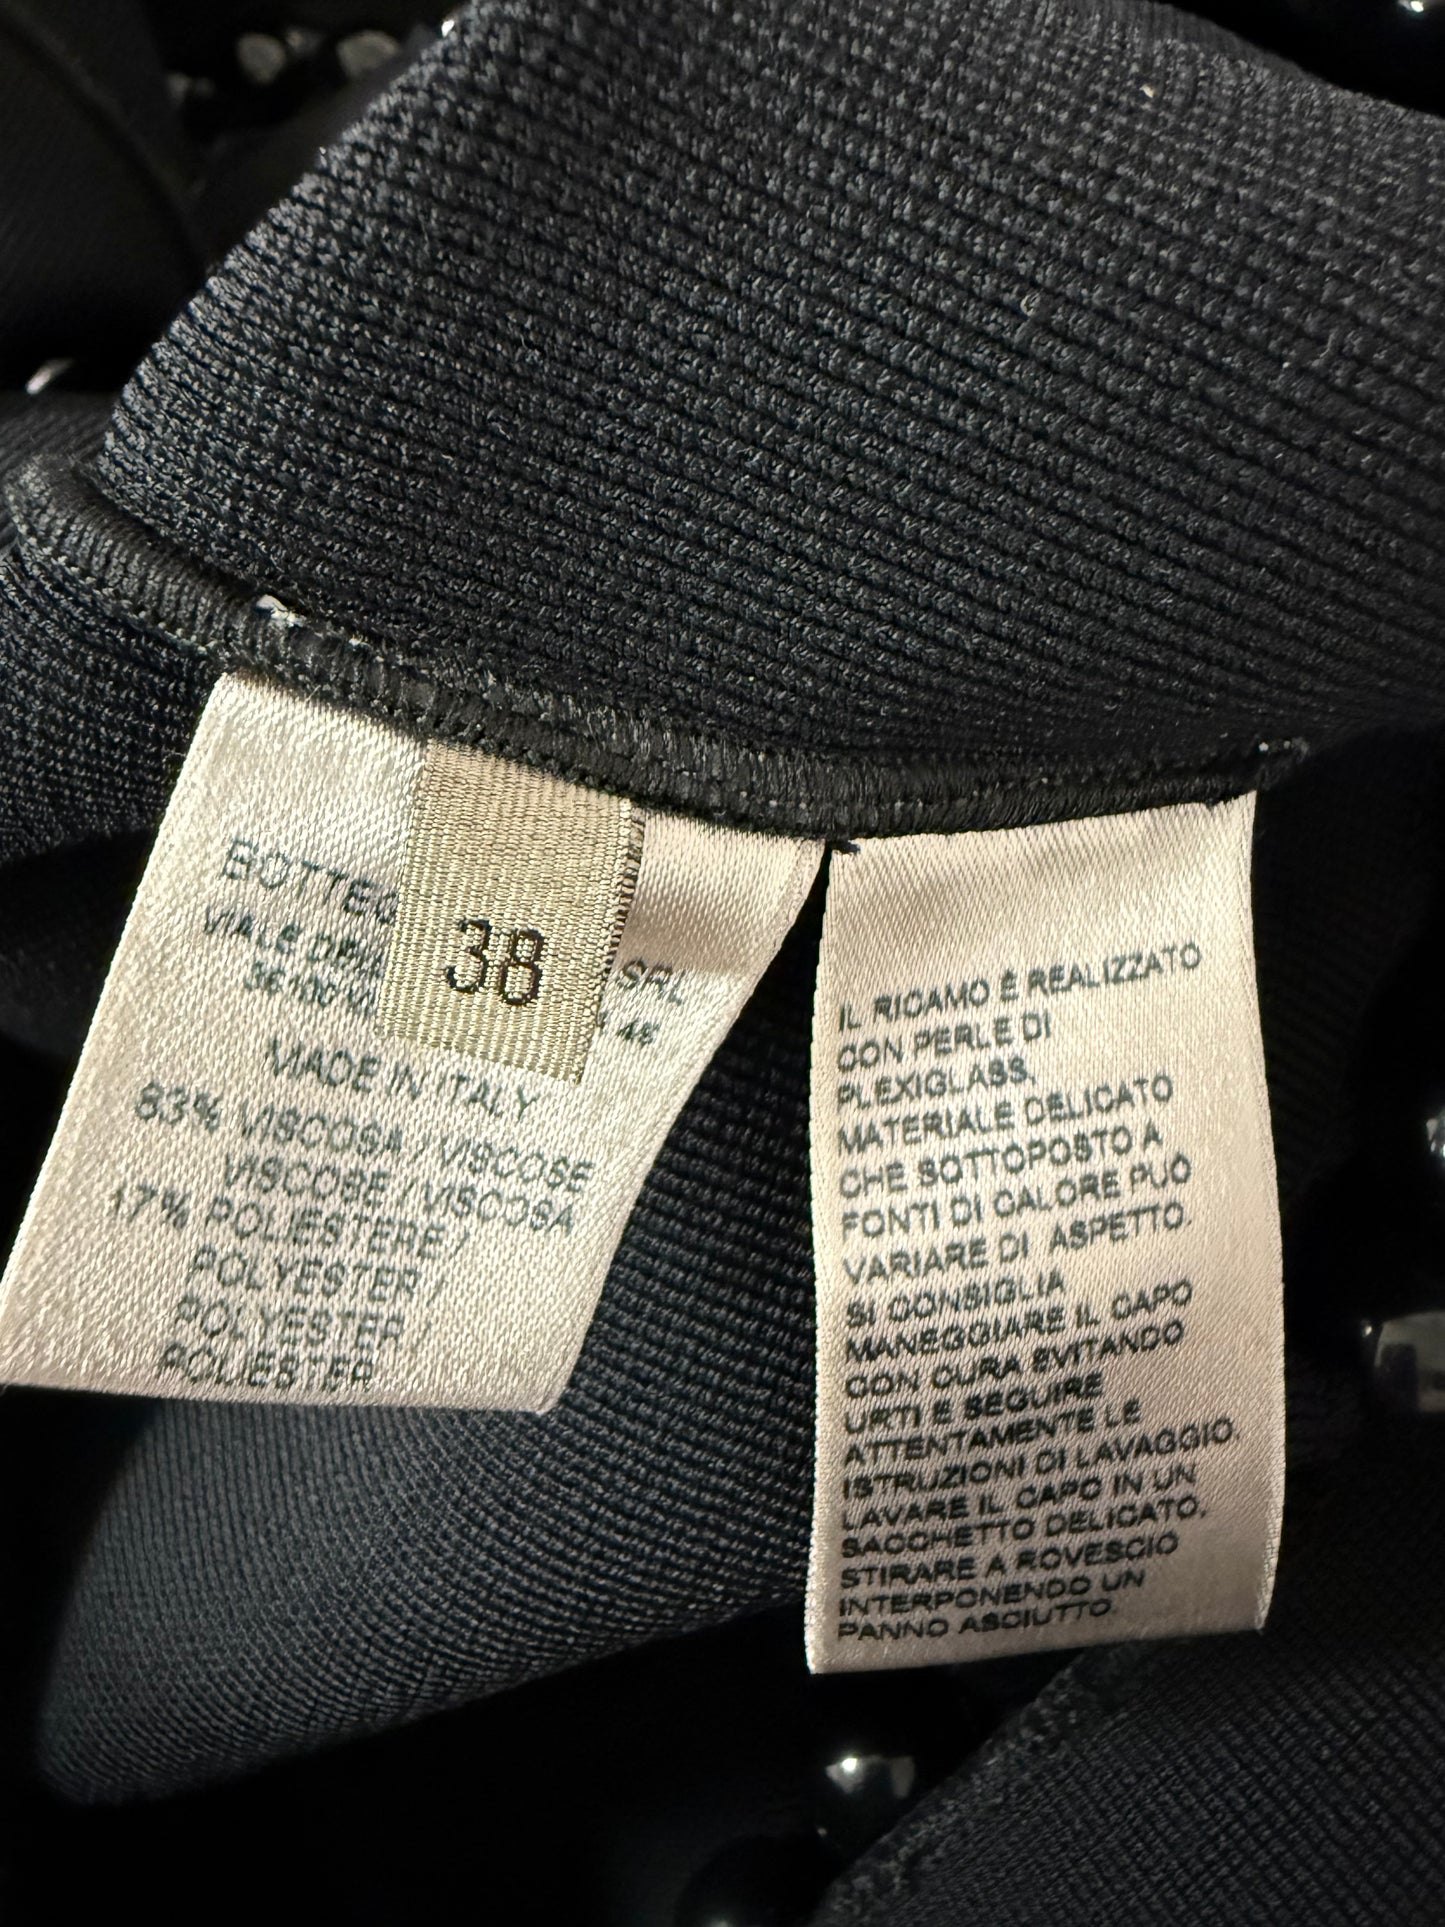 38
MADE IN ITALY
83% VISCOSA / VISCOSE
VISCOSE / VISCOSA
17% POLIESTERE /
POLYESTER /
POLYESTER /
POLIESTER
SRL
IL RICAMO È REALIZZATO
CON PERLE DI
PLEXIGLASS,
MATERIALE DELICATO
CHE SOTTOPOSTO A
FONTI DI CALORE PUÒ
VARIARE DI ASPETTO.
SI CONSIGLIA
MANEGGIARE IL CAPO
CON CURA EVITANDO
URTI E SEGUIRE
ATTENTAMENTE LE
ISTRUZIONI DI LAVAGGIO.
LAVARE IL CAPO IN UN
SACCHETTO DELICATO.
STIRARE A ROVESCIO
INTERPONENDO UN
PANNO ASCIUTTO.